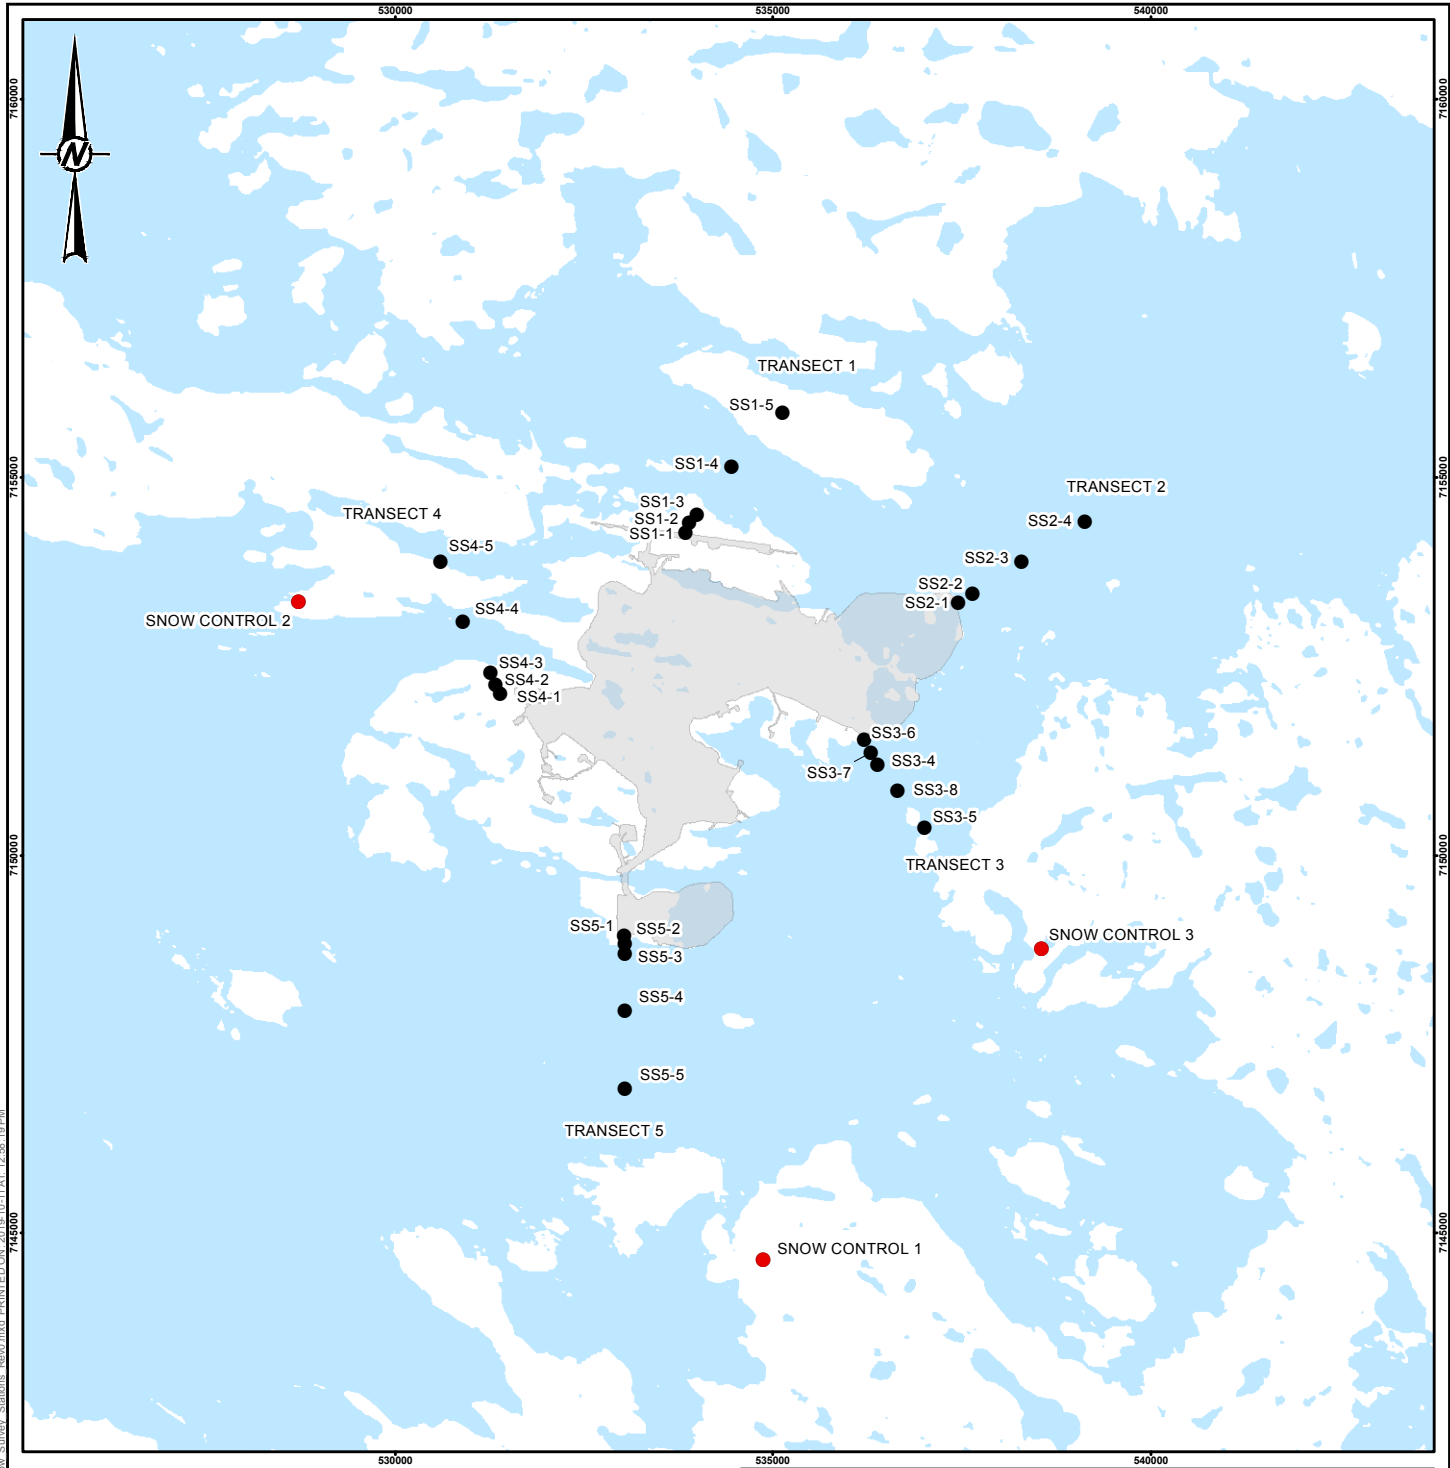 530000
535000
540000
7160000
7160000
N
TRANSECT 1
SS1-5
SS1-4
7155000
7155000
TRANSECT 2
SS1-3
TRANSECT 4
SS1-2
SS2-4
SS1-1
SS4-5
SS2-3
SS2-2
SS2-1
SNOW CONTROL 2
SS4-4
SS4-3
SS4-2
SS4-1
SS3-6
SS3-7
SS3-4
SS3-8
SS3-5
7150000
7150000
TRANSECT 3
SS5-1
SS5-2
SNOW CONTROL 3
SS5-3
SS5-4
SS5-5
TRANSECT 5
7145000
7145000
SNOW CONTROL 1
530000
535000
540000